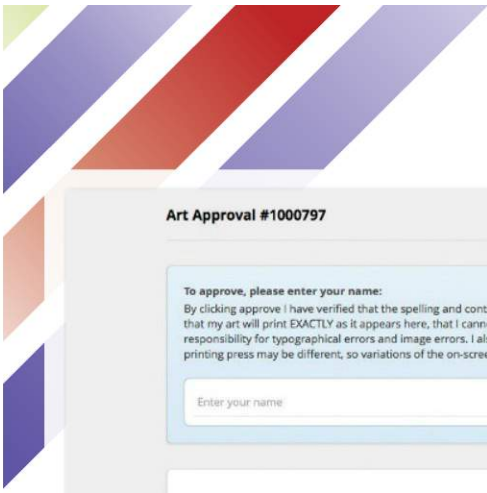 Art Approval #1000797
To approve, please enter your name:
By clicking approve I have verified that the spelling and cont
that my art will print EXACTLY as it appears here, that I cann
responsibility for typographical errors and image errors. I als
printing press may be different, so variations of the on-scree
Enter your name